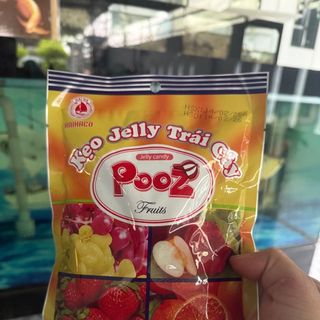 HAIHACO
Kẹo Jelly Trái Cây
Jelly candy
Pooz
Fruits